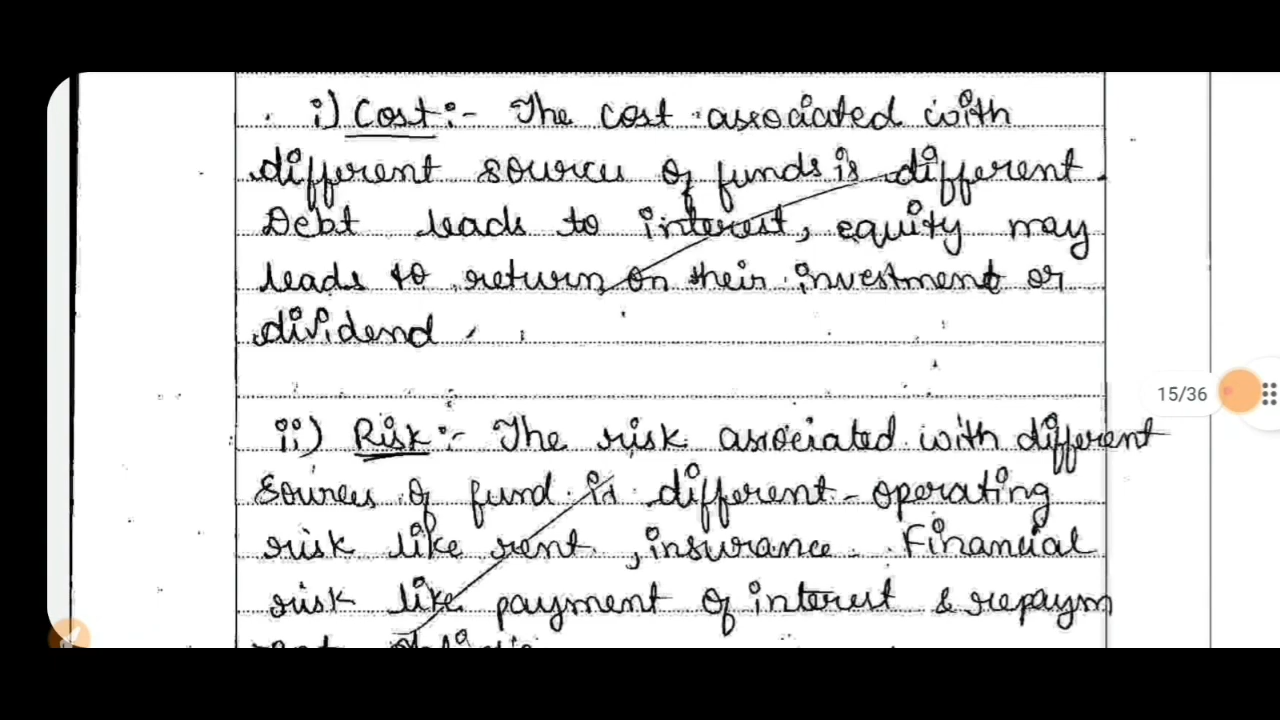 i) Cost :- The cost associated with
different sources of funds is different.
Debt leads to interest, equity may
leads to return on their investment or
dividend.
15/36
ii) Risk :- The risk associated with different
sources of fund is different - operating
risk like rent, insurance. Financial
risk like payment of interest & repaym